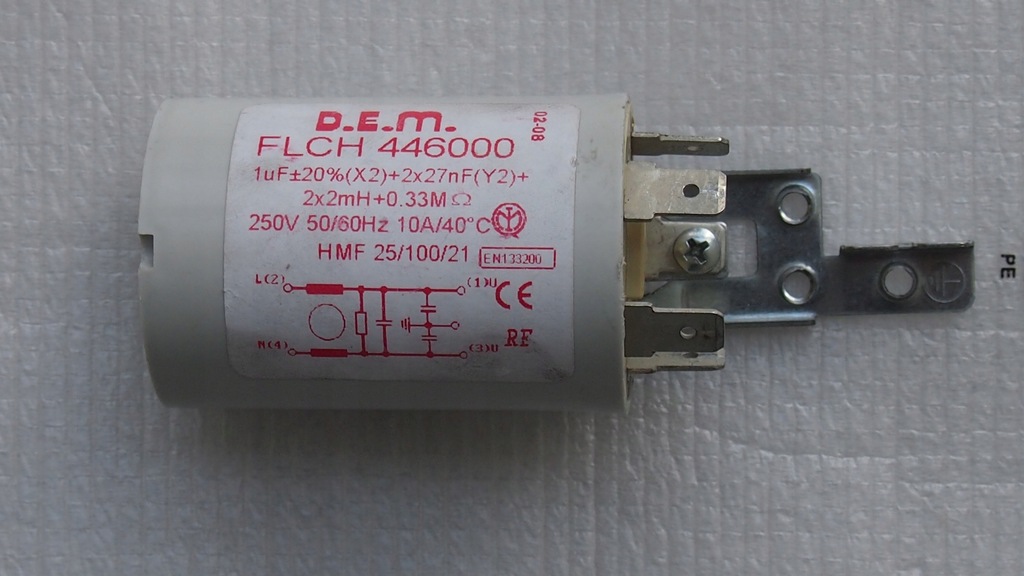 D.E.M.
02-08
FLCH 446000
1uF±20%(X2)+2x27nF(Y2)+
2x2mH+0.33MΩ
250V 50/60Hz 10A/40°C
HMF 25/100/21 EN133200
L(2) (1)U CE
N(4) (3)U RF
PE